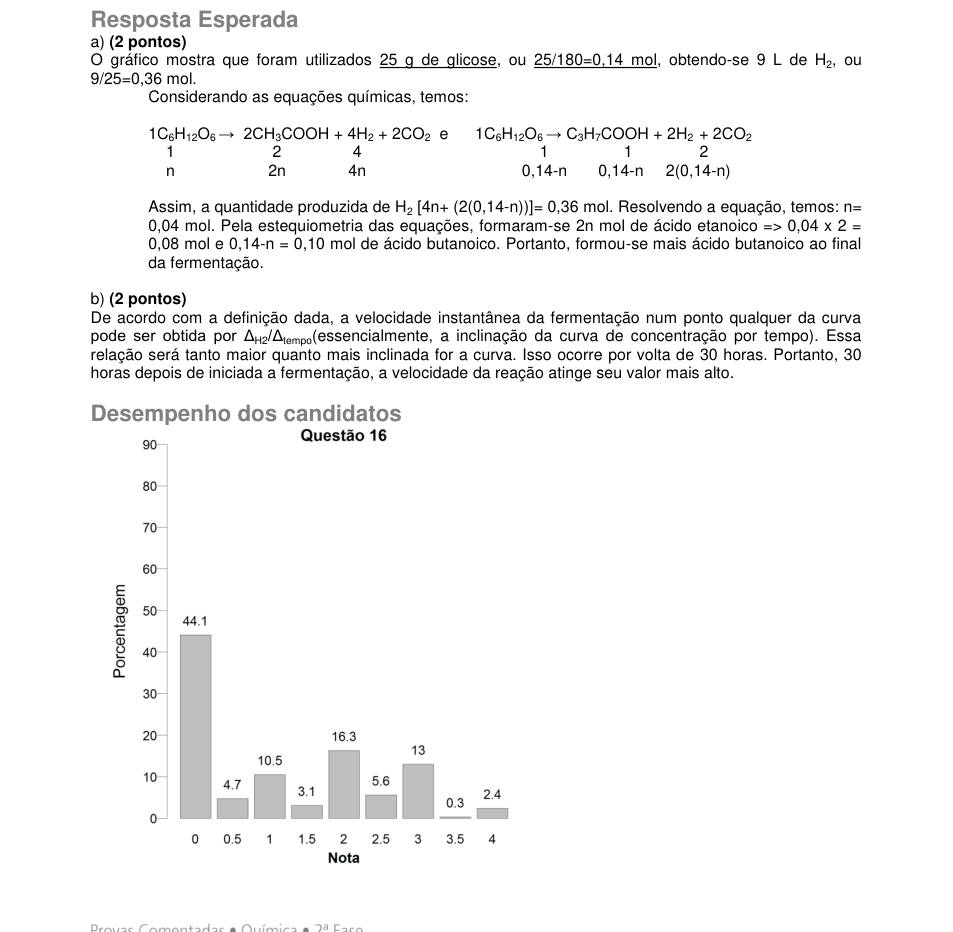 Resposta Esperada
a) (2 pontos)
O gráfico mostra que foram utilizados 25 g de glicose, ou 25/180=0,14 mol, obtendo-se 9 L de H₂, ou
9/25=0,36 mol.
Considerando as equações químicas, temos:
1C₆H₁₂O₆→ 2CH₃COOH + 4H₂ + 2CO₂ e 1C₆H₁₂O₆→ C₃H₇COOH + 2H₂ + 2CO₂
1 2 4 1 1 2
n 2n 4n 0,14-n 0,14-n 2(0,14-n)
Assim, a quantidade produzida de H₂ [4n+ (2(0,14-n))]= 0,36 mol. Resolvendo a equação, temos: n=
0,04 mol. Pela estequiometria das equações, formaram-se 2n mol de ácido etanoico => 0,04 x 2 =
0,08 mol e 0,14-n = 0,10 mol de ácido butanoico. Portanto, formou-se mais ácido butanoico ao final
da fermentação.
b) (2 pontos)
De acordo com a definição dada, a velocidade instantânea da fermentação num ponto qualquer da curva
pode ser obtida por ΔH2/Δtempo(essencialmente, a inclinação da curva de concentração por tempo). Essa
relação será tanto maior quanto mais inclinada for a curva. Isso ocorre por volta de 30 horas. Portanto, 30
horas depois de iniciada a fermentação, a velocidade da reação atinge seu valor mais alto.
Desempenho dos candidatos
Questão 16
90
80
70
60
50
40
30
20
10
0
Porcentagem
44.1
4.7
10.5
3.1
16.3
5.6
13
0.3
2.4
0 0.5 1 1.5 2 2.5 3 3.5 4
Nota
Provas Comentadas • Química • 2ª Fase